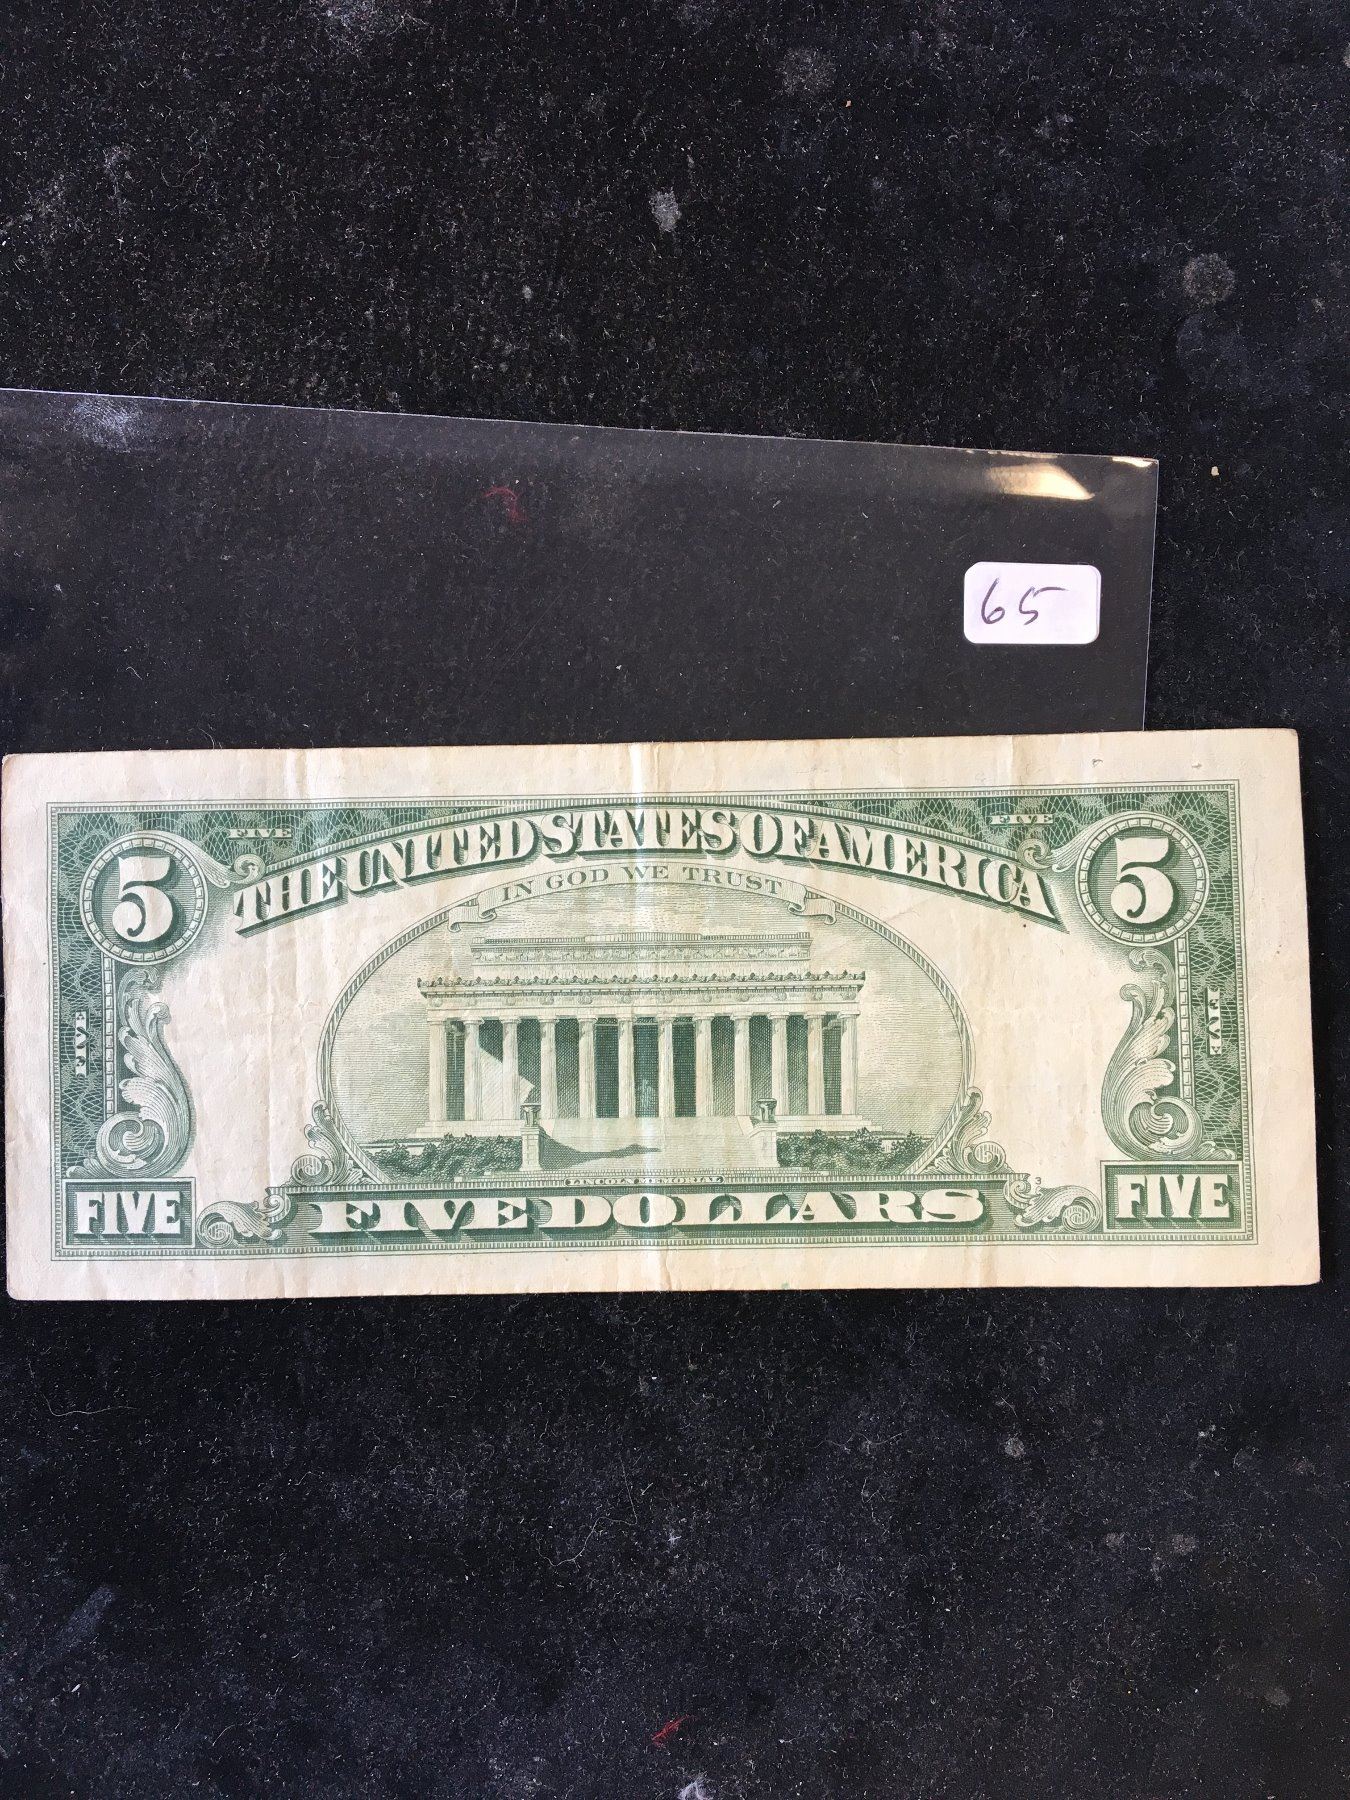 65
FIVE FIVE
5 THE UNITED STATES OF AMERICA 5
IN GOD WE TRUST
FIVE FIVE
LINCOLN MEMORIAL
3
FIVE FIVE DOLLARS FIVE